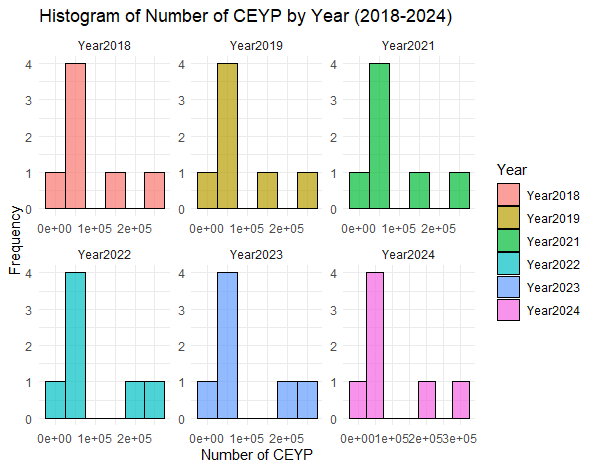 Histogram of Number of CEYP by Year (2018-2024)
Year2018 Year2019 Year2021
4 4 4
3 3 3
2 2 2
1 1 1
0 0 0
0e+00 1e+05 2e+05 0e+00 1e+05 2e+05 0e+00 1e+05 2e+05
Year2022 Year2023 Year2024
4 4 4
3 3 3
2 2 2
1 1 1
0 0 0
0e+00 1e+05 2e+05 0e+00 1e+05 2e+05 0e+001e+052e+053e+05
Number of CEYP
Frequency
Year
Year2018
Year2019
Year2021
Year2022
Year2023
Year2024